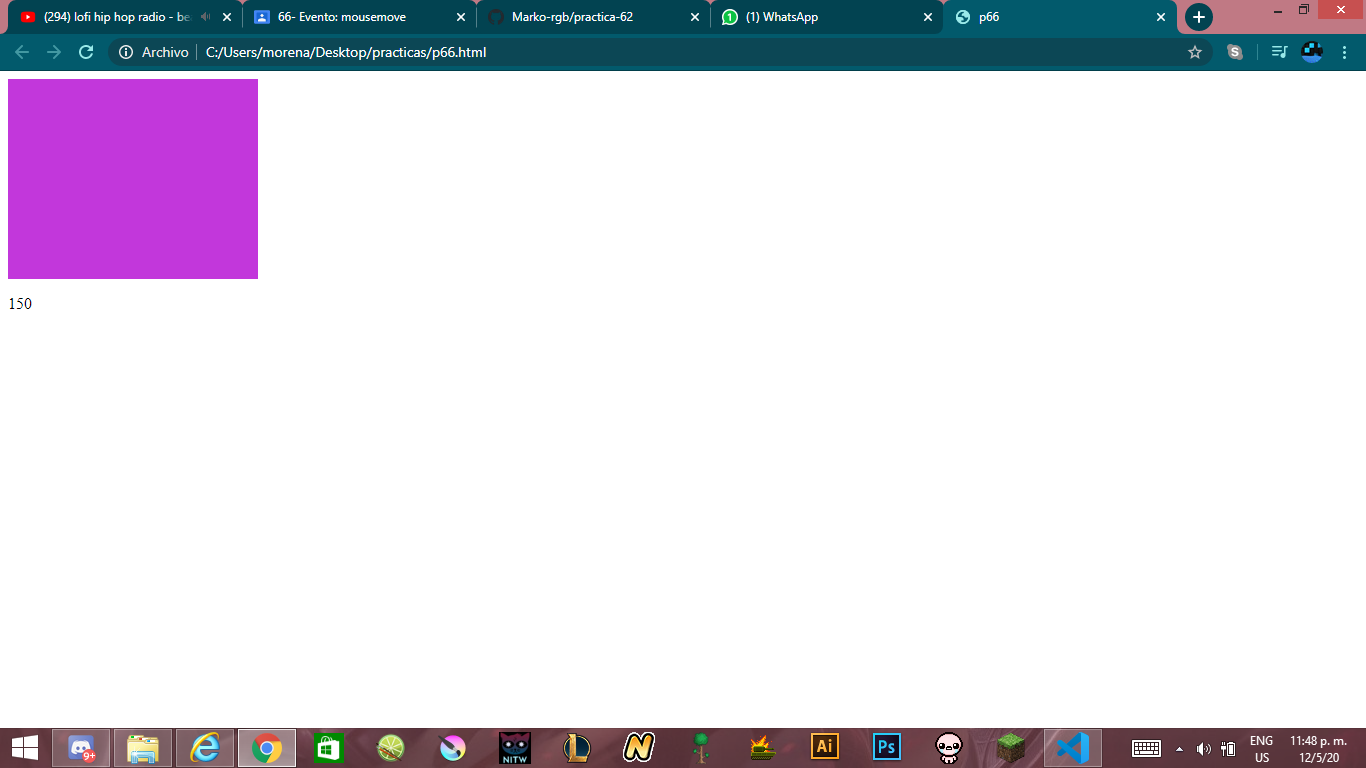 (294) lofi hip hop radio - be
66- Evento: mousemove
Marko-rgb/practica-62
(1) WhatsApp
p66
Archivo
C:/Users/morena/Desktop/practicas/p66.html
150
9+
NITW
L
N
Ai
Ps
ENG
US
11:48 p. m.
12/5/20